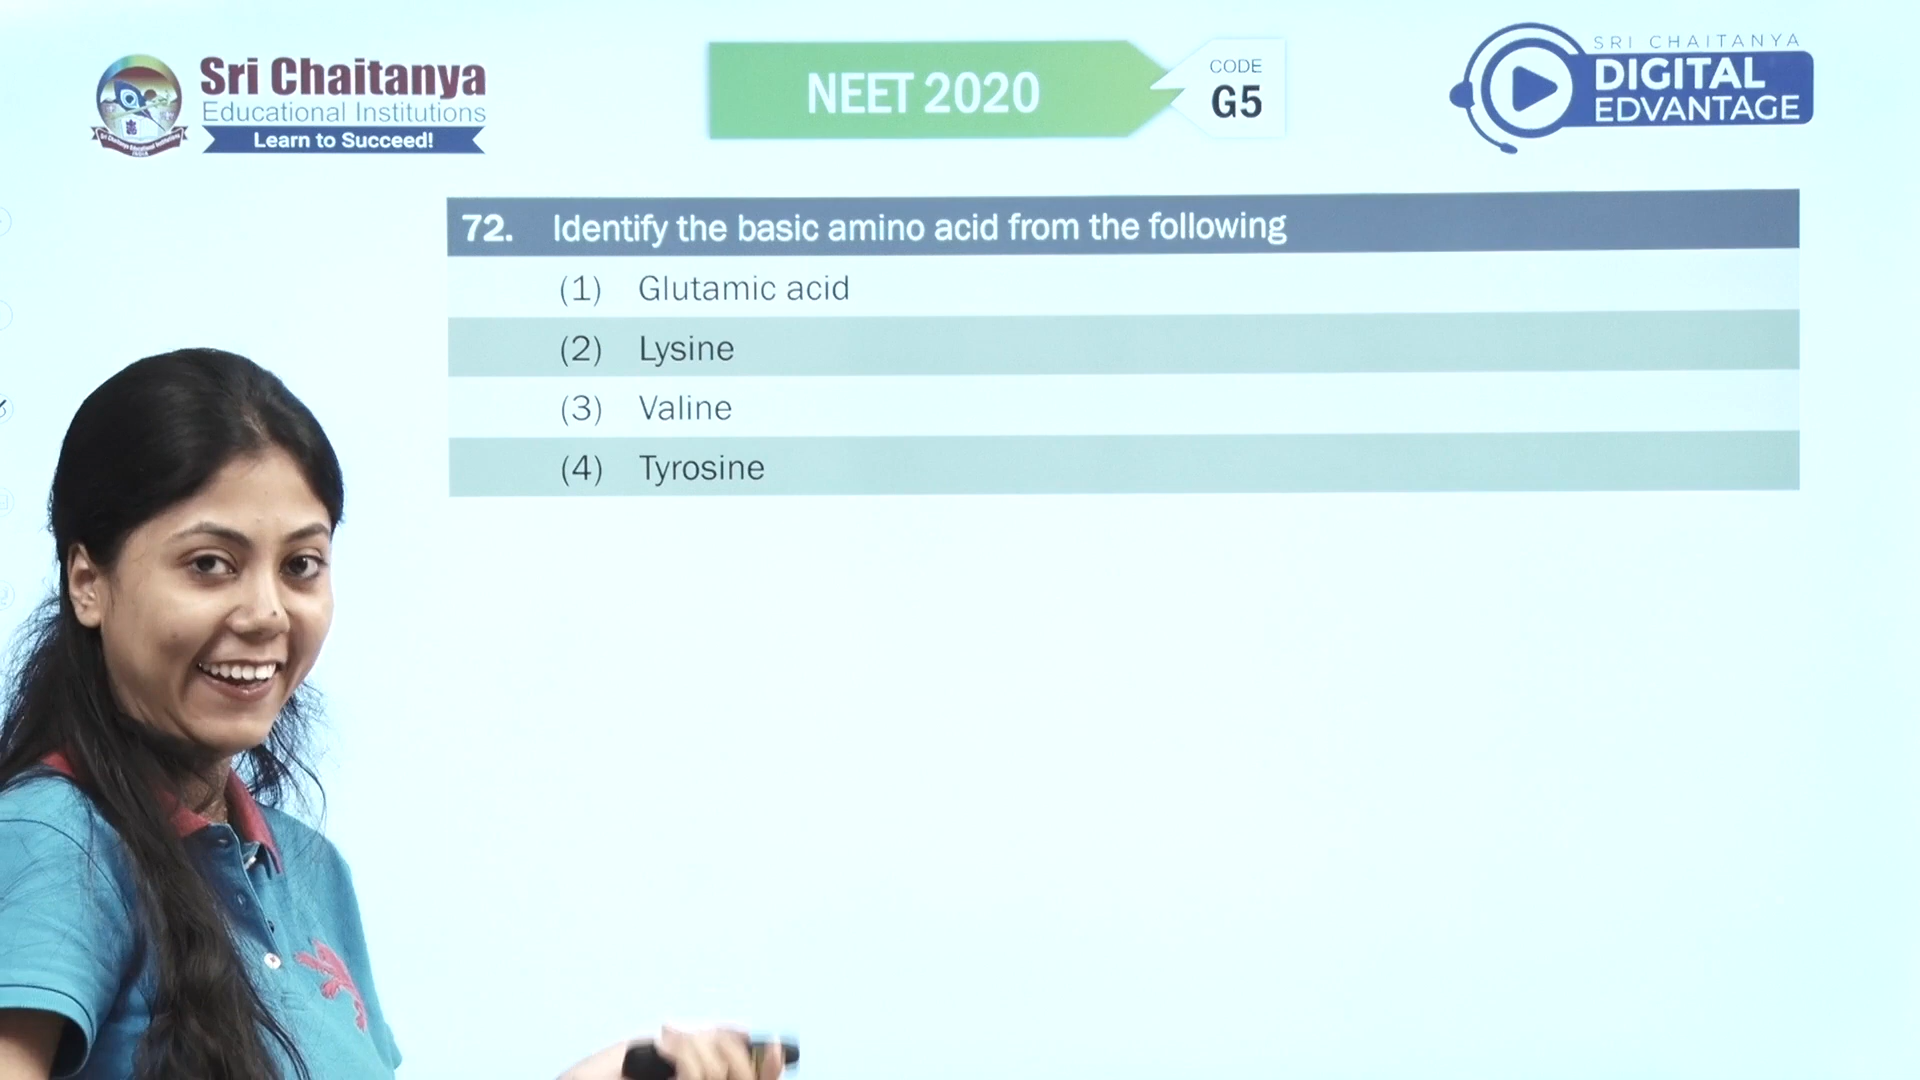 Sri Chaitanya
Educational Institutions
Learn to Succeed!
NEET 2020
CODE
G5
SRI CHAITANYA
DIGITAL
EDVANTAGE
72. Identify the basic amino acid from the following
(1) Glutamic acid
(2) Lysine
(3) Valine
(4) Tyrosine